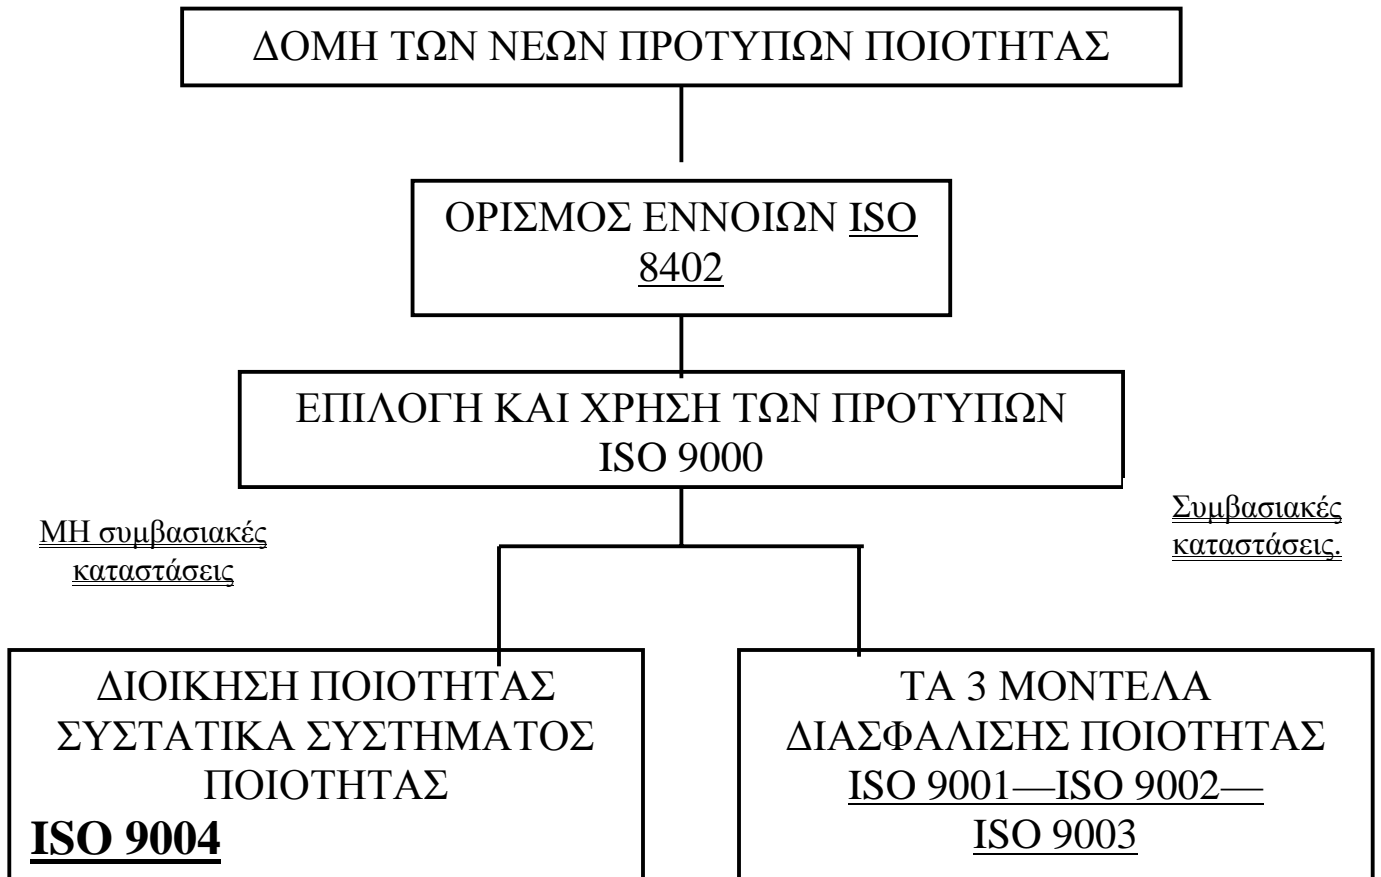 ΔΟΜΗ ΤΩΝ ΝΕΩΝ ΠΡΟΤΥΠΩΝ ΠΟΙΟΤΗΤΑΣ
ΟΡΙΣΜΟΣ ΕΝΝΟΙΩΝ ISO
8402
ΕΠΙΛΟΓΗ ΚΑΙ ΧΡΗΣΗ ΤΩΝ ΠΡΟΤΥΠΩΝ
ISO 9000
ΜΗ συμβασιακές
καταστάσεις
Συμβασιακές
καταστάσεις.
ΔΙΟΙΚΗΣΗ ΠΟΙΟΤΗΤΑΣ
ΣΥΣΤΑΤΙΚΑ ΣΥΣΤΗΜΑΤΟΣ
ΠΟΙΟΤΗΤΑΣ
ISO 9004
ΤΑ 3 ΜΟΝΤΕΛΑ
ΔΙΑΣΦΑΛΙΣΗΣ ΠΟΙΟΤΗΤΑΣ
ISO 9001—ISO 9002—
ISO 9003